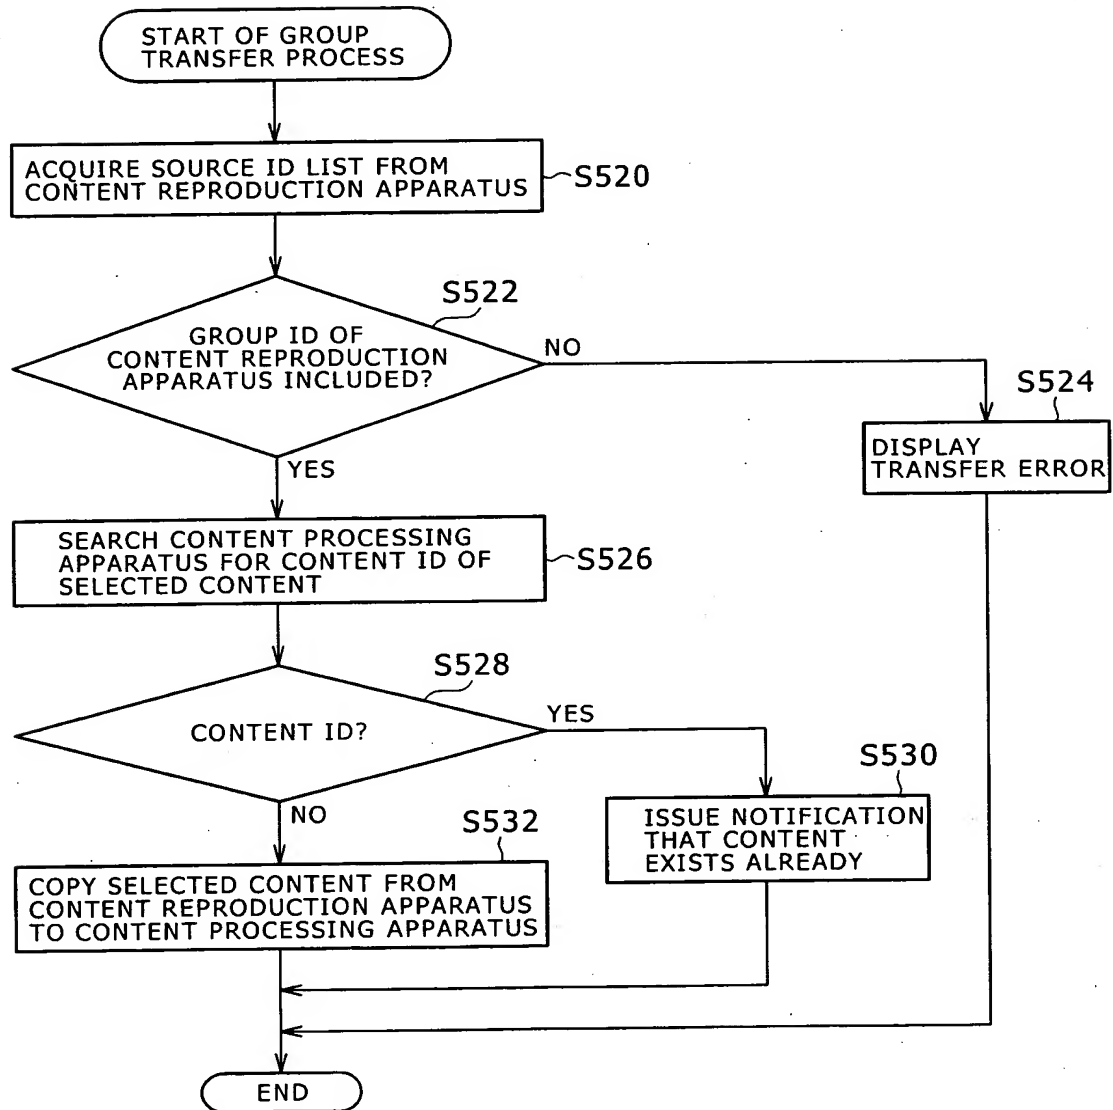 START OF GROUP
TRANSFER PROCESS
ACQUIRE SOURCE ID LIST FROM
CONTENT REPRODUCTION APPARATUS
S520
S522
GROUP ID OF
CONTENT REPRODUCTION
APPARATUS INCLUDED?
NO
YES
S524
DISPLAY
TRANSFER ERROR
SEARCH CONTENT PROCESSING
APPARATUS FOR CONTENT ID OF
SELECTED CONTENT
S526
S528
CONTENT ID?
YES
NO
S530
ISSUE NOTIFICATION
THAT CONTENT
EXISTS ALREADY
S532
COPY SELECTED CONTENT FROM
CONTENT REPRODUCTION APPARATUS
TO CONTENT PROCESSING APPARATUS
END